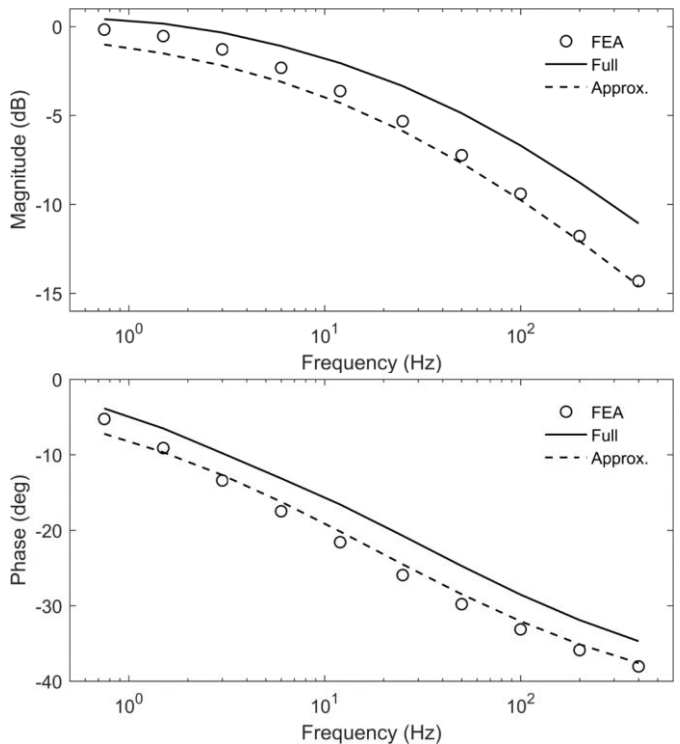 0
-5
-10
-15
Magnitude (dB)
FEA
Full
Approx.
10^0
10^1
10^2
Frequency (Hz)
0
-10
-20
-30
-40
Phase (deg)
FEA
Full
Approx.
10^0
10^1
10^2
Frequency (Hz)